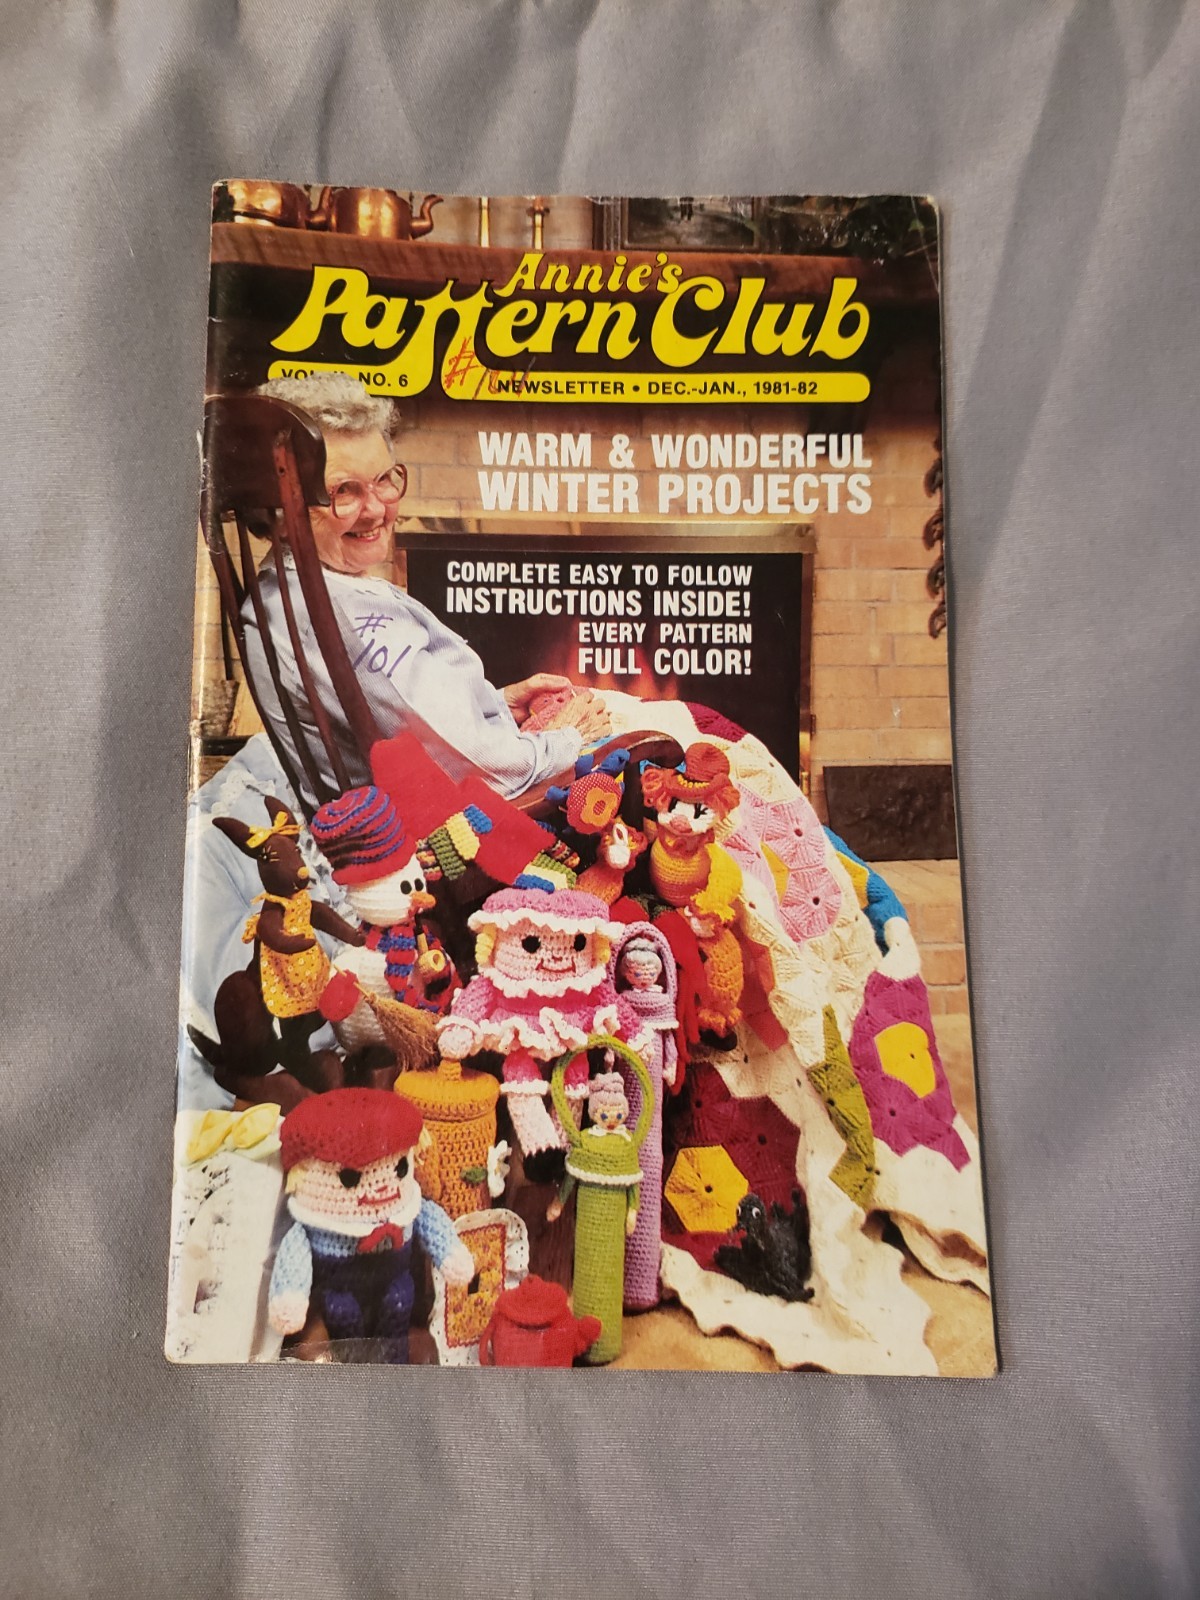 Annie's
Pattern Club
VOL. NO. 6
NEWSLETTER • DEC.-JAN., 1981-82
WARM & WONDERFUL
WINTER PROJECTS
COMPLETE EASY TO FOLLOW
INSTRUCTIONS INSIDE!
EVERY PATTERN
FULL COLOR!
#
101